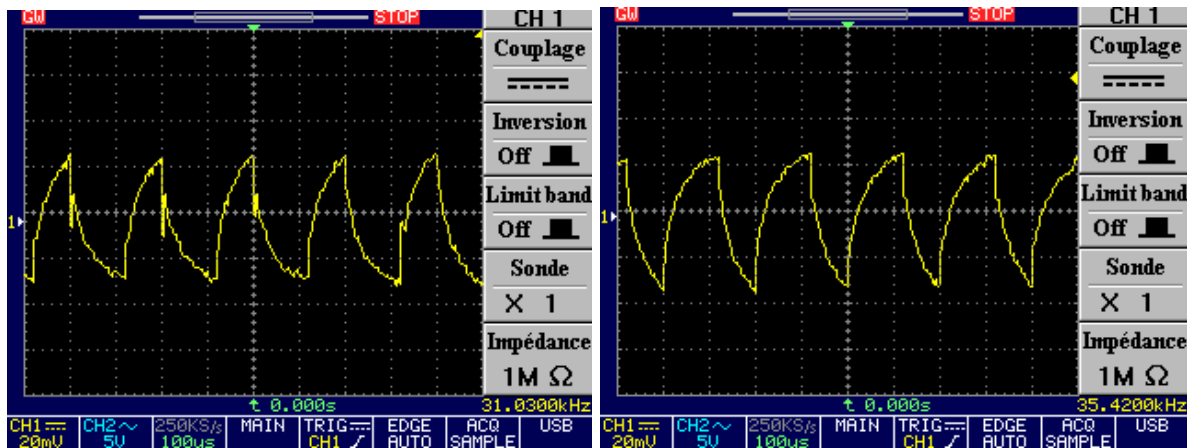 GW STOP CH 1
Couplage
Inversion
Off
Limit band
Off
Sonde
X 1
Impédance
1M Ω
1
0.000s 31.0300kHz
CH1 CH2～ 250KS/s MAIN TRIG EDGE ACQ USB
20mV 5V 100us CH1 AUTO SAMPLE
GW STOP CH 1
Couplage
Inversion
Off
Limit band
Off
Sonde
X 1
Impédance
1M Ω
1
0.000s 35.4200kHz
CH1 CH2～ 250KS/s MAIN TRIG EDGE ACQ USB
20mV 5V 100us CH1 AUTO SAMPLE